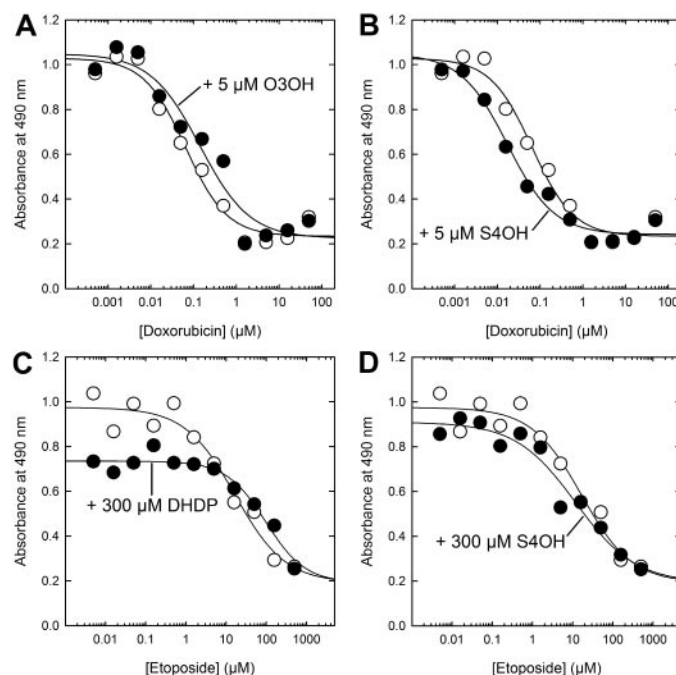 A
1.2
1.0
0.8
0.6
0.4
0.2
0.0
Absorbance at 490 nm
+ 5 µM O3OH
0.001 0.01 0.1 1 10 100
[Doxorubicin] (µM)
B
1.2
1.0
0.8
0.6
0.4
0.2
0.0
Absorbance at 490 nm
+ 5 µM S4OH
0.001 0.01 0.1 1 10 100
[Doxorubicin] (µM)
C
1.2
1.0
0.8
0.6
0.4
0.2
0.0
Absorbance at 490 nm
+ 300 µM DHDP
0.01 0.1 1 10 100 1000
[Etoposide] (µM)
D
1.2
1.0
0.8
0.6
0.4
0.2
0.0
Absorbance at 490 nm
+ 300 µM S4OH
0.01 0.1 1 10 100 1000
[Etoposide] (µM)